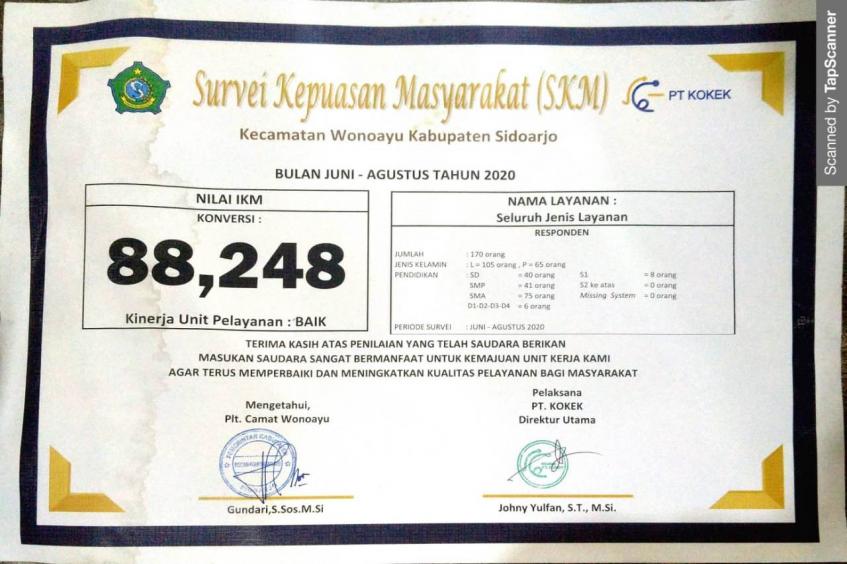 Survei Kepuasan Masyarakat (SKM)
PT KOKEK
Kecamatan Wonoayu Kabupaten Sidoarjo
BULAN JUNI - AGUSTUS TAHUN 2020
NILAI IKM
KONVERSI :
88,248
Kinerja Unit Pelayanan : BAIK
NAMA LAYANAN :
Seluruh Jenis Layanan
RESPONDEN
JUMLAH : 170 orang
JENIS KELAMIN : L = 105 orang , P = 65 orang
PENDIDIKAN : SD = 40 orang S1 = 8 orang
SMP = 41 orang S2 ke atas = 0 orang
SMA = 75 orang Missing System = 0 orang
D1-D2-D3-D4 = 6 orang
PERIODE SURVEI : JUNI - AGUSTUS 2020
TERIMA KASIH ATAS PENILAIAN YANG TELAH SAUDARA BERIKAN
MASUKAN SAUDARA SANGAT BERMANFAAT UNTUK KEMAJUAN UNIT KERJA KAMI
AGAR TERUS MEMPERBAIKI DAN MENINGKATKAN KUALITAS PELAYANAN BAGI MASYARAKAT
Mengetahui,
Plt. Camat Wonoayu
PEMERINTAH KABUPATEN
Gundari,S.Sos.M.Si
Pelaksana
PT. KOKEK
Direktur Utama
Johny Yulfan, S.T., M.Si.
Scanned by TapScanner